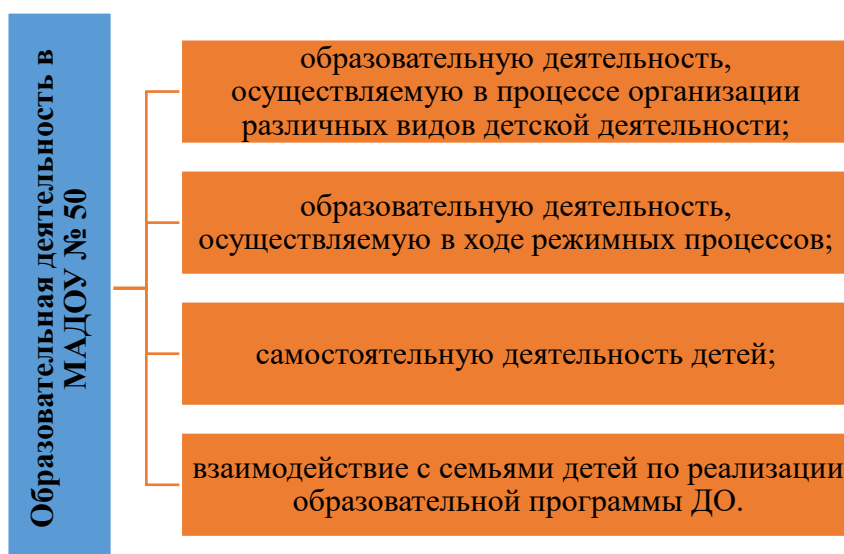 Образовательная деятельность в
МАДОУ № 50
образовательную деятельность,
осуществляемую в процессе организации
различных видов детской деятельности;
образовательную деятельность,
осуществляемую в ходе режимных процессов;
самостоятельную деятельность детей;
взаимодействие с семьями детей по реализации
образовательной программы ДО.